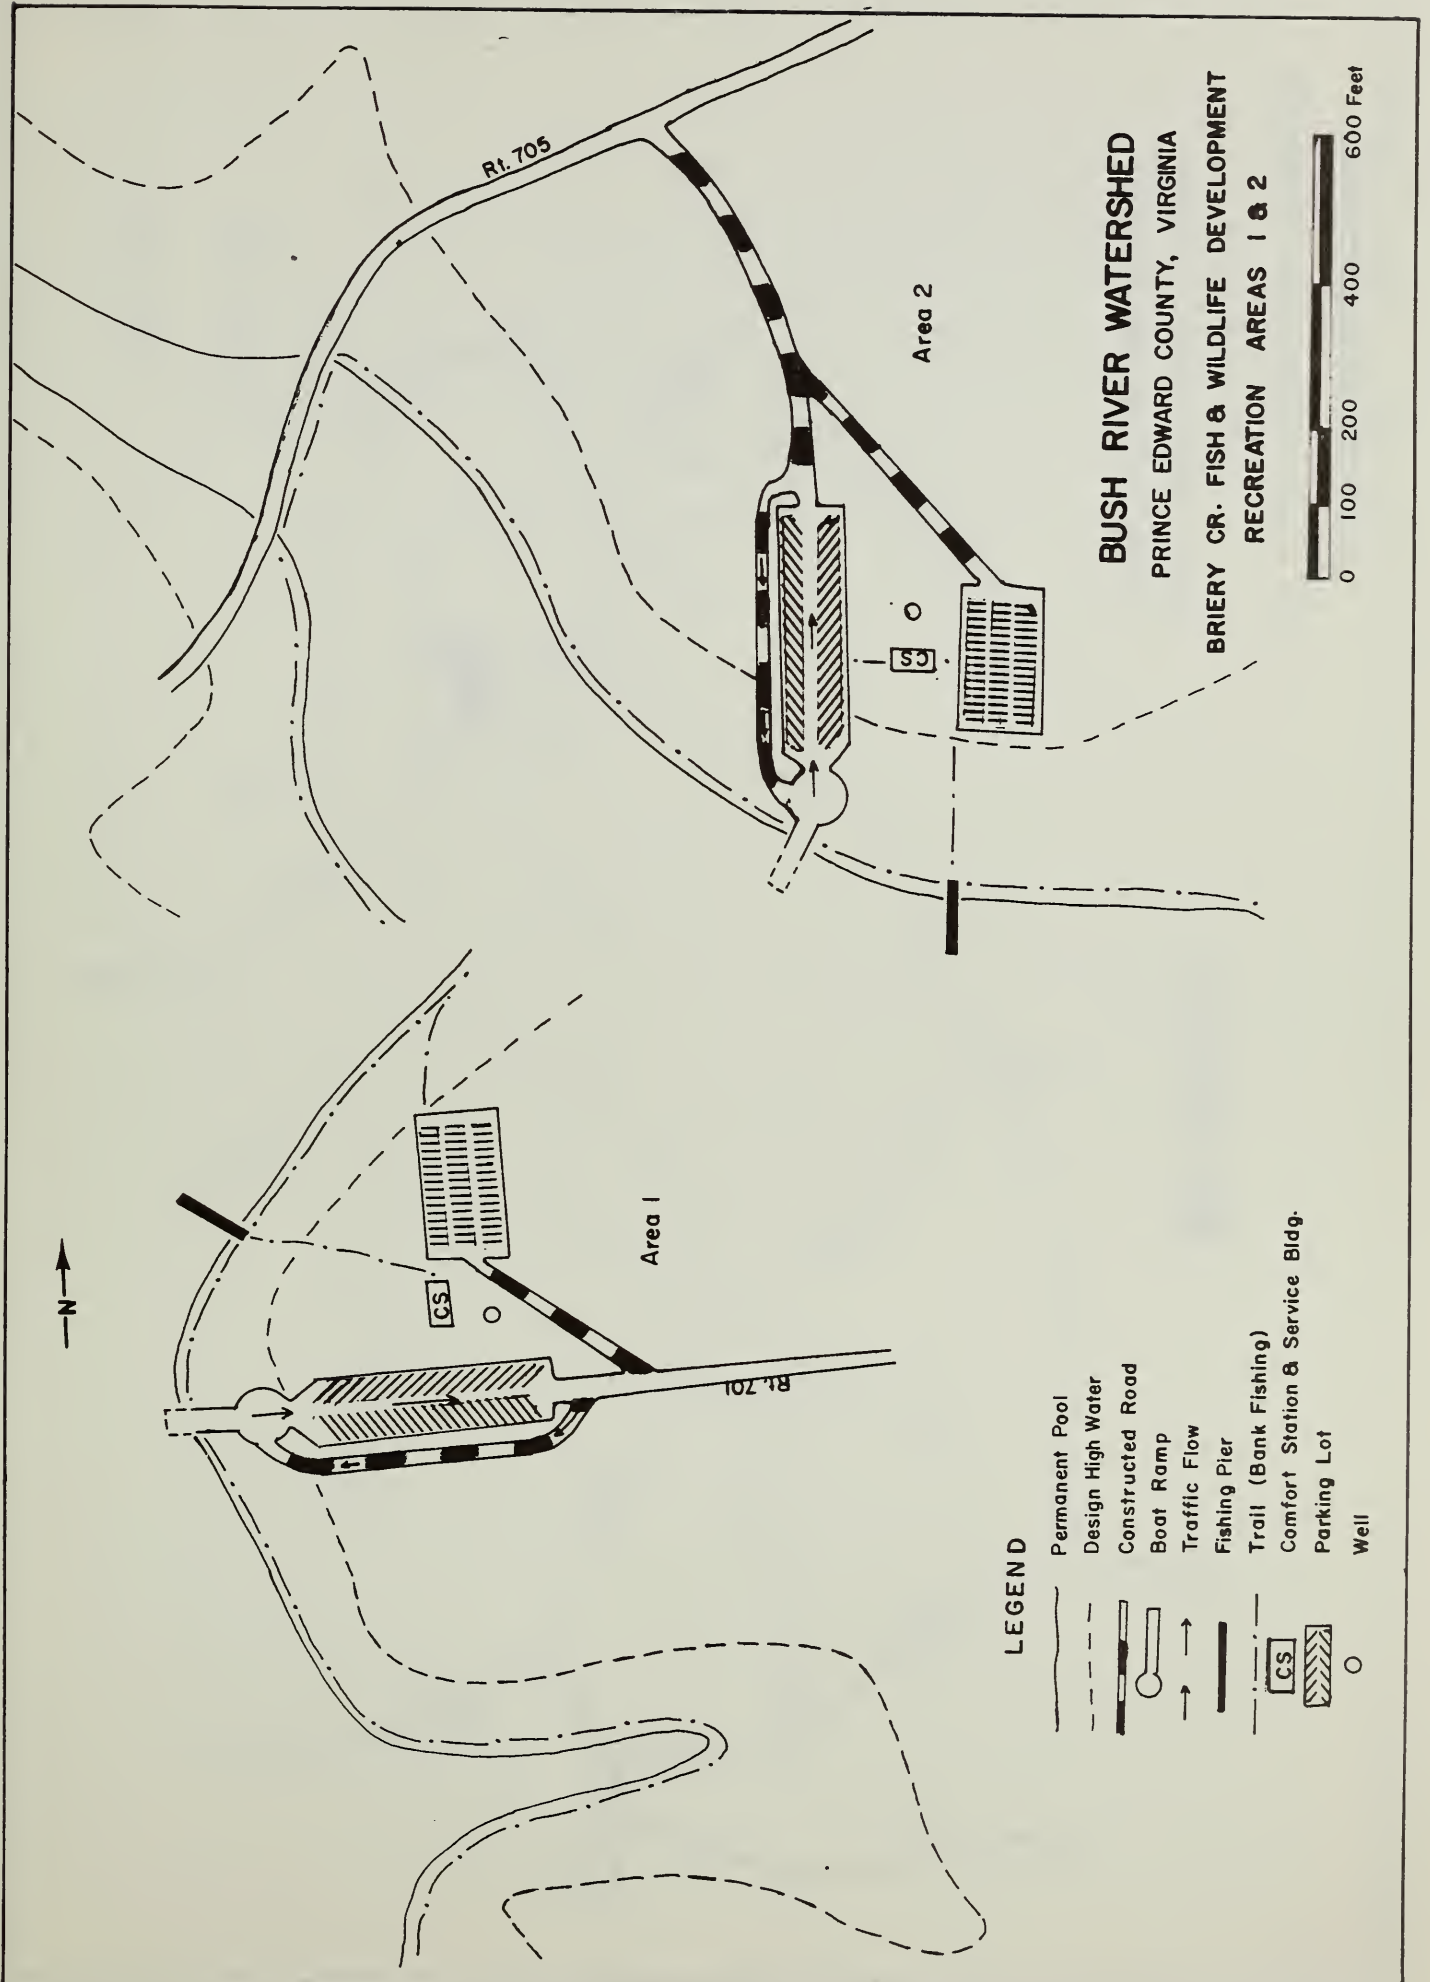 BUSH RIVER WATERSHED
PRINCE EDWARD COUNTY, VIRGINIA
BRIERY CR. FISH & WILDLIFE DEVELOPMENT
RECREATION AREAS 1 & 2
0 100 200 400 600 Feet
N
Rt. 705
Area 2
CS
Area 1
CS
Rt. 701
LEGEND
Permanent Pool
Design High Water
Constructed Road
Boat Ramp
Traffic Flow
Fishing Pier
Trail (Bank Fishing)
CS Comfort Station & Service Bldg.
Parking Lot
Well